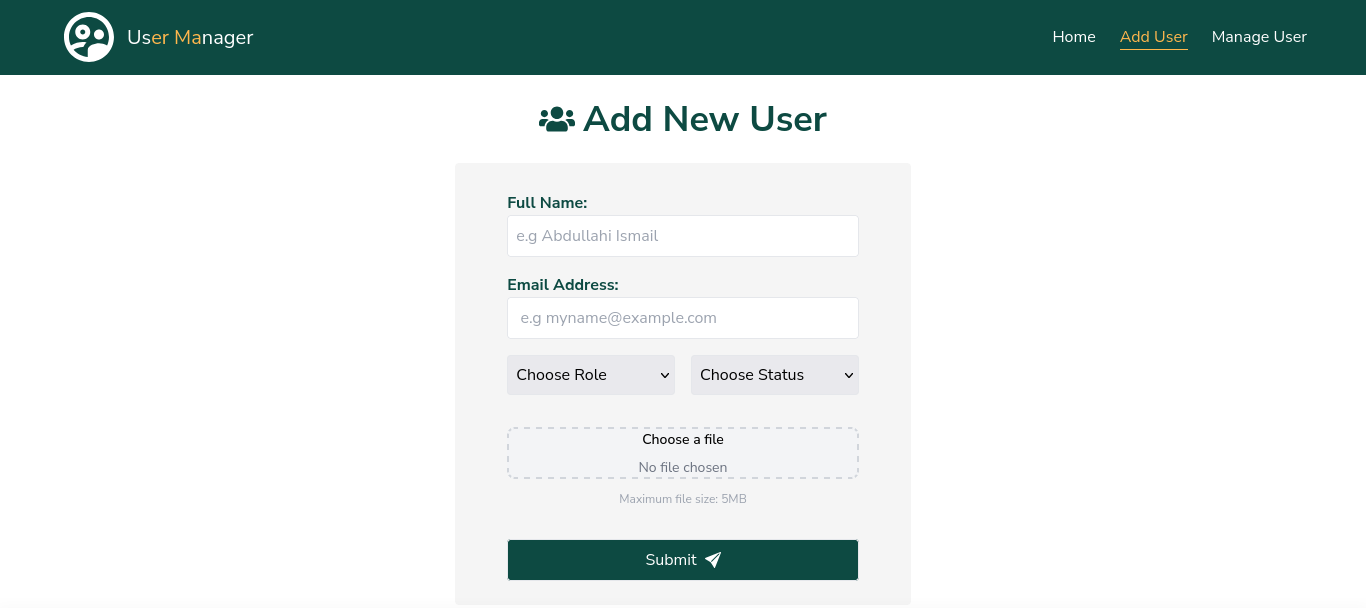 User Manager
Home Add User Manage User
Add New User
Full Name:
e.g Abdullahi Ismail
Email Address:
e.g myname@example.com
Choose Role Choose Status
Choose a file
No file chosen
Maximum file size: 5MB
Submit